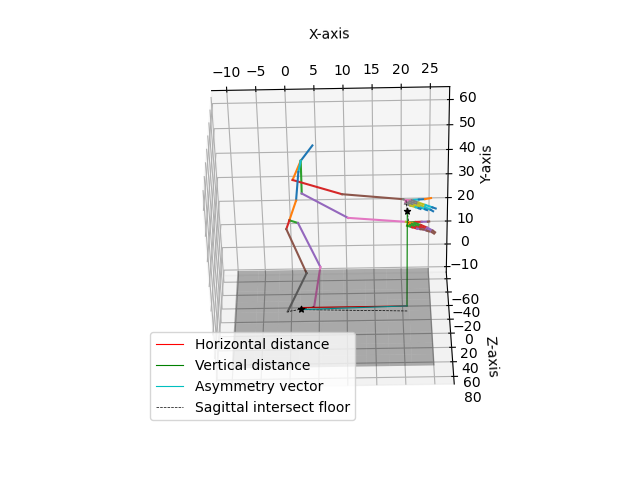 X-axis
−10 −5 0 5 10 15 20 25
60
50
40
30
20
10
0
−10
Y-axis
−60
−40
−20
0
20
40
60
80
Z-axis
Horizontal distance
Vertical distance
Asymmetry vector
Sagittal intersect floor